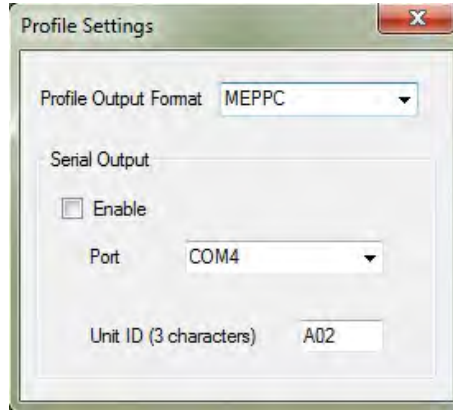 Profile Settings
Profile Output Format MEPPC
Serial Output
Enable
Port COM4
Unit ID (3 characters) A02